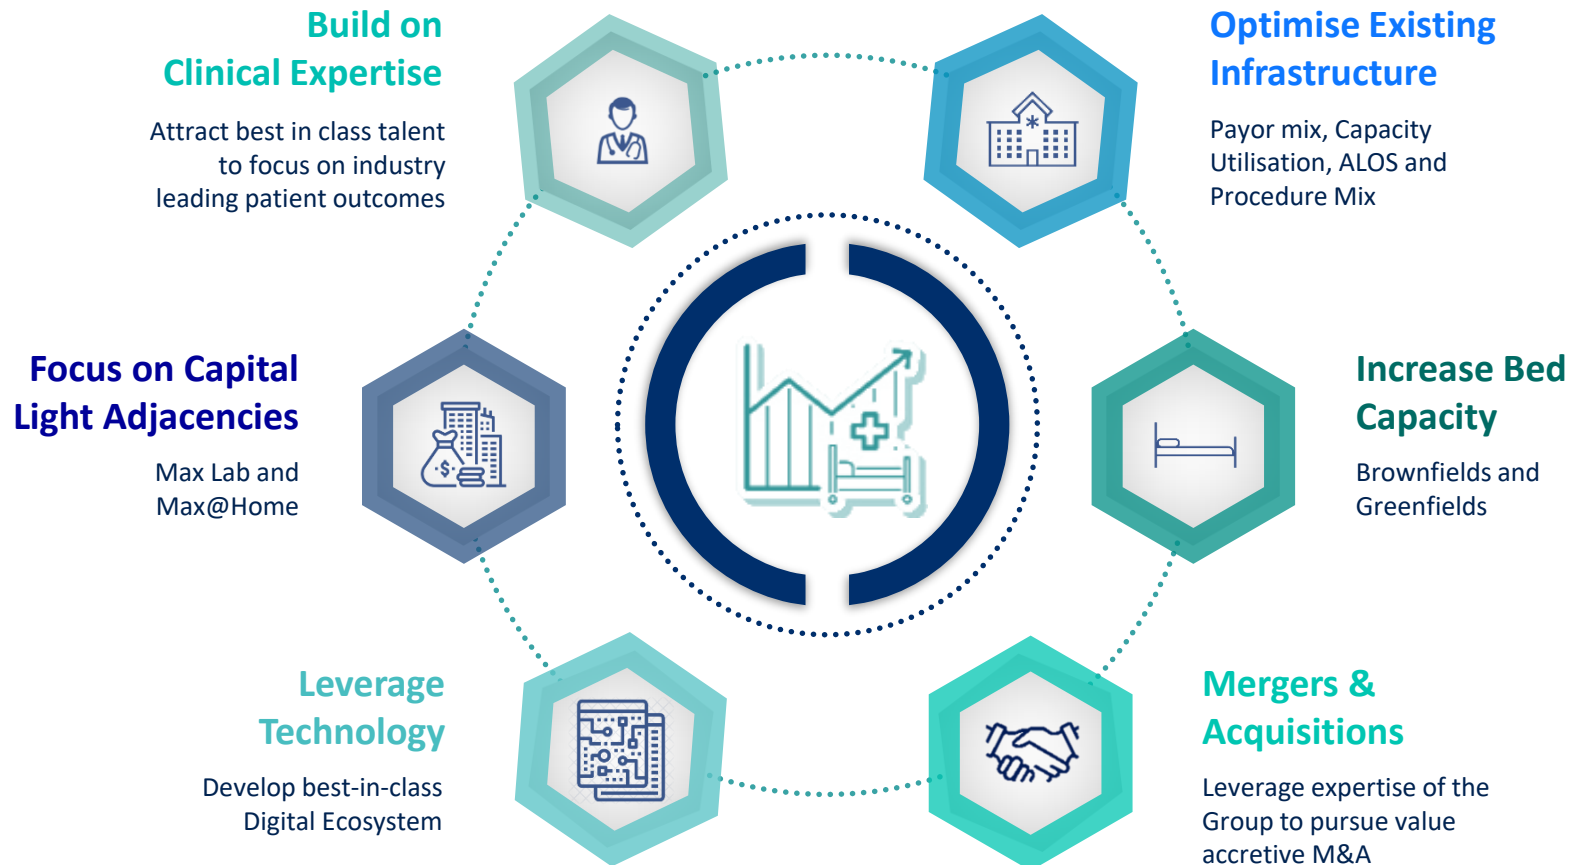 Build on
Clinical Expertise
Attract best in class talent
to focus on industry
leading patient outcomes
Optimise Existing
Infrastructure
Payor mix, Capacity
Utilisation, ALOS and
Procedure Mix
Focus on Capital
Light Adjacencies
Max Lab and
Max@Home
Increase Bed
Capacity
Brownfields and
Greenfields
Leverage
Technology
Develop best-in-class
Digital Ecosystem
Mergers &
Acquisitions
Leverage expertise of the
Group to pursue value
accretive M&A